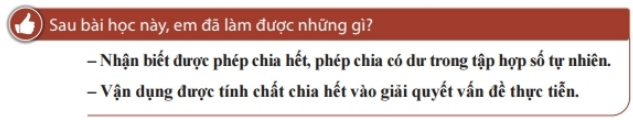 Sau bài học này, em đã làm được những gì?
– Nhận biết được phép chia hết, phép chia có dư trong tập hợp số tự nhiên.
– Vận dụng được tính chất chia hết vào giải quyết vấn đề thực tiễn.